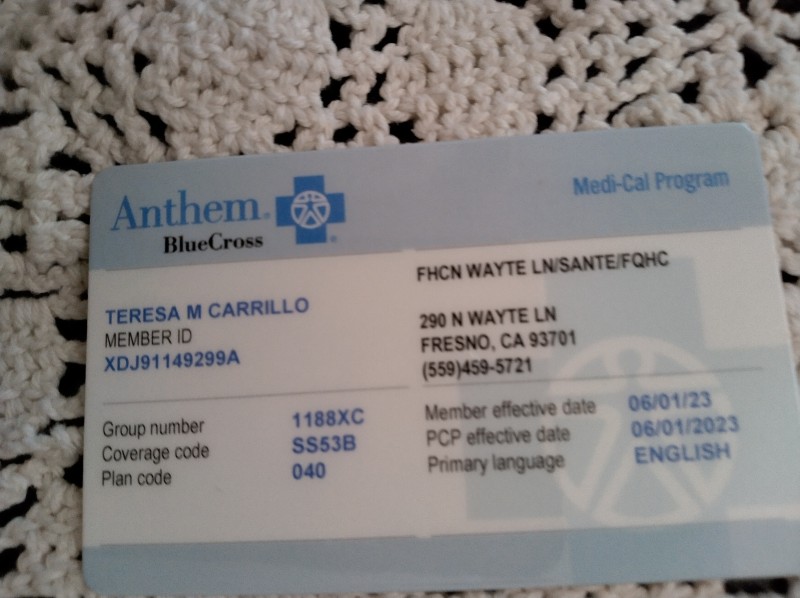 Anthem.
BlueCross
Medi-Cal Program
FHCN WAYTE LN/SANTE/FQHC
TERESA M CARRILLO
MEMBER ID
XDJ91149299A
290 N WAYTE LN
FRESNO, CA 93701
(559)459-5721
Group number 1188XC
Coverage code SS53B
Plan code 040
Member effective date 06/01/23
PCP effective date 06/01/2023
Primary language ENGLISH